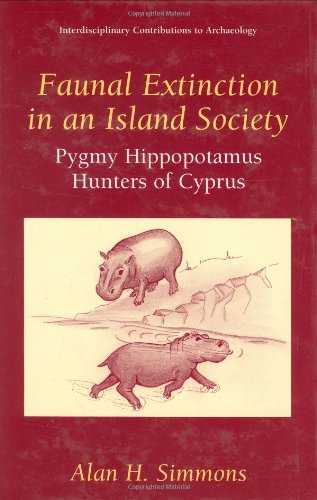 Interdisciplinary Contributions to Archaeology
Faunal Extinction
in an Island Society
Pygmy Hippopotamus
Hunters of Cyprus
Alan H. Simmons